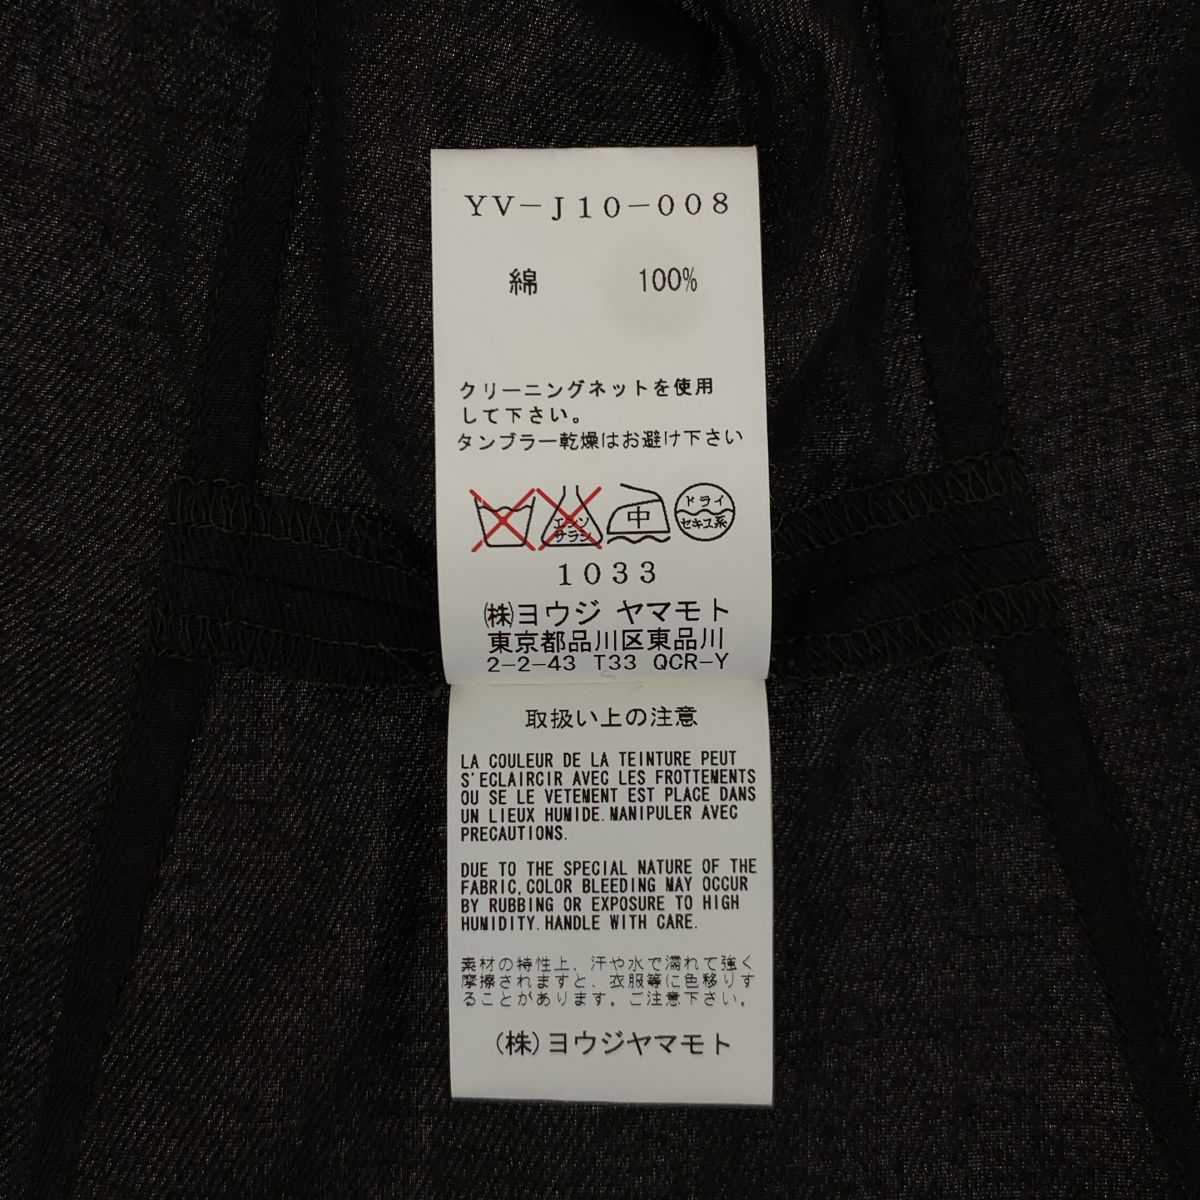 YV-J10-008
綿 100%
クリーニングネットを使用
して下さい。
タンブラー乾燥はお避け下さい
エンソ
サラシ
中
ドライ
セキユ系
1033
㈱ヨウジ ヤマモト
東京都品川区東品川
2-2-43 T33 QCR-Y
取扱い上の注意
LA COULEUR DE LA TEINTURE PEUT
S'ECLAIRCIR AVEC LES FROTTEMENTS
OU SE LE VETEMENT EST PLACE DANS
UN LIEUX HUMIDE.MANIPULER AVEC
PRECAUTIONS.
DUE TO THE SPECIAL NATURE OF THE
FABRIC,COLOR BLEEDING MAY OCCUR
BY RUBBING OR EXPOSURE TO HIGH
HUMIDITY.HANDLE WITH CARE.
素材の特性上、汗や水で濡れて強く
摩擦されますと、衣服等に色移りす
ることがあります。ご注意下さい。
(株)ヨウジヤマモト